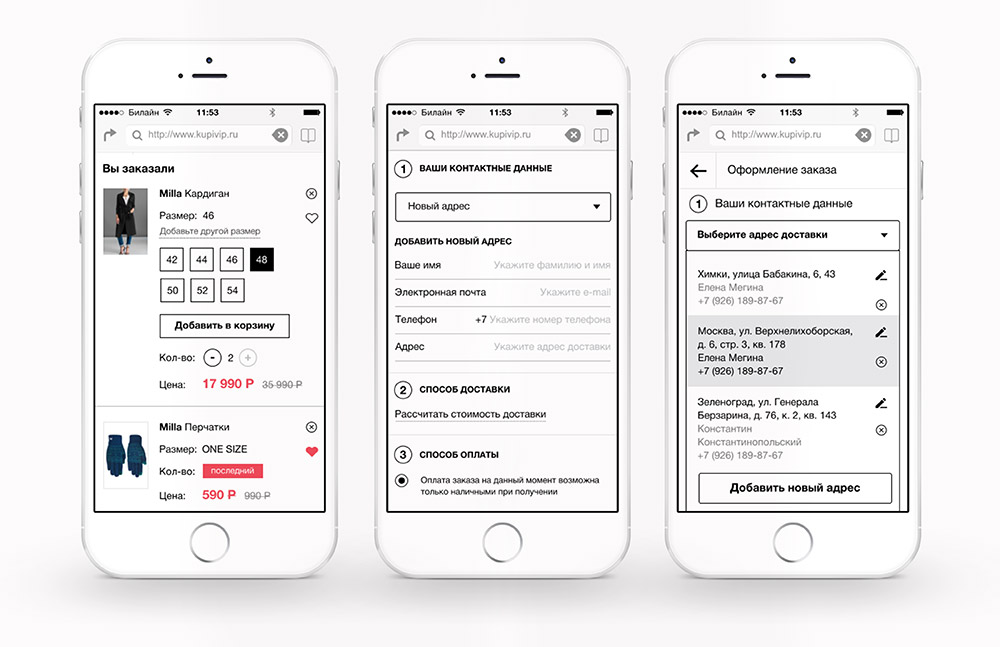 Билайн 11:53
http://www.kupivip.ru
Вы заказали
Milla Кардиган
Размер: 46
Добавьте другой размер
42 44 46 48
50 52 54
Добавить в корзину
Кол-во: - 2 +
Цена: 17 990 Р 35 990 Р
Milla Перчатки
Размер: ONE SIZE
Кол-во: последний
Цена: 590 Р 990 Р
Билайн 11:53
http://www.kupivip.ru
1 ВАШИ КОНТАКТНЫЕ ДАННЫЕ
Новый адрес
ДОБАВИТЬ НОВЫЙ АДРЕС
Ваше имя Укажите фамилию и имя
Электронная почта Укажите e-mail
Телефон +7 Укажите номер телефона
Адрес Укажите адрес доставки
2 СПОСОБ ДОСТАВКИ
Рассчитать стоимость доставки
3 СПОСОБ ОПЛАТЫ
Оплата заказа на данный момент возможна
только наличными при получении
Билайн 11:53
http://www.kupivip.ru
Оформление заказа
1 Ваши контактные данные
Выберите адрес доставки
Химки, улица Бабакина, 6, 43
Елена Мегина
+7 (926) 189-87-67
Москва, ул. Верхнелихоборская,
д. 6, стр. 3, кв. 178
Елена Мегина
+7 (926) 189-87-67
Зеленоград, ул. Генерала
Берзарина, д. 76, к. 2, кв. 143
Константин
Константинопольский
+7 (926) 189-87-67
Добавить новый адрес